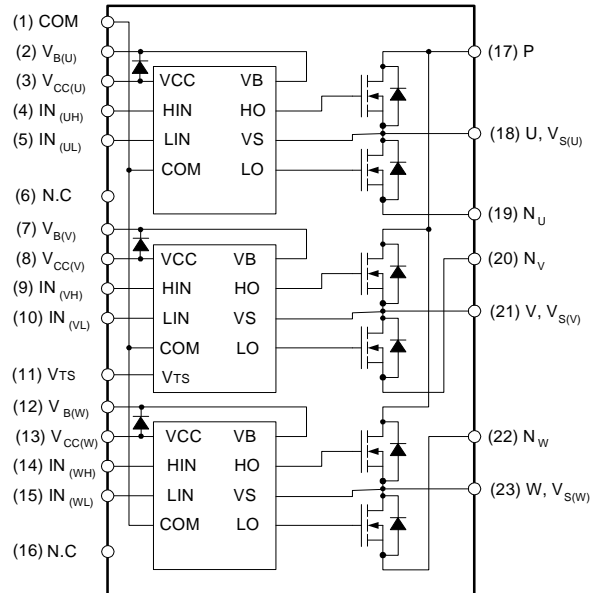 (1) COM
(2) VB(U)
(3) VCC(U)
(4) IN (UH)
(5) IN (UL)
(6) N.C
(7) VB(V)
(8) VCC(V)
(9) IN (VH)
(10) IN (VL)
(11) VTS
(12) VB(W)
(13) VCC(W)
(14) IN (WH)
(15) IN (WL)
(16) N.C
VCC VB
HIN HO
LIN VS
COM LO
VCC VB
HIN HO
LIN VS
COM LO
VTS
VCC VB
HIN HO
LIN VS
COM LO
(17) P
(18) U, VS(U)
(19) NU
(20) NV
(21) V, VS(V)
(22) NW
(23) W, VS(W)